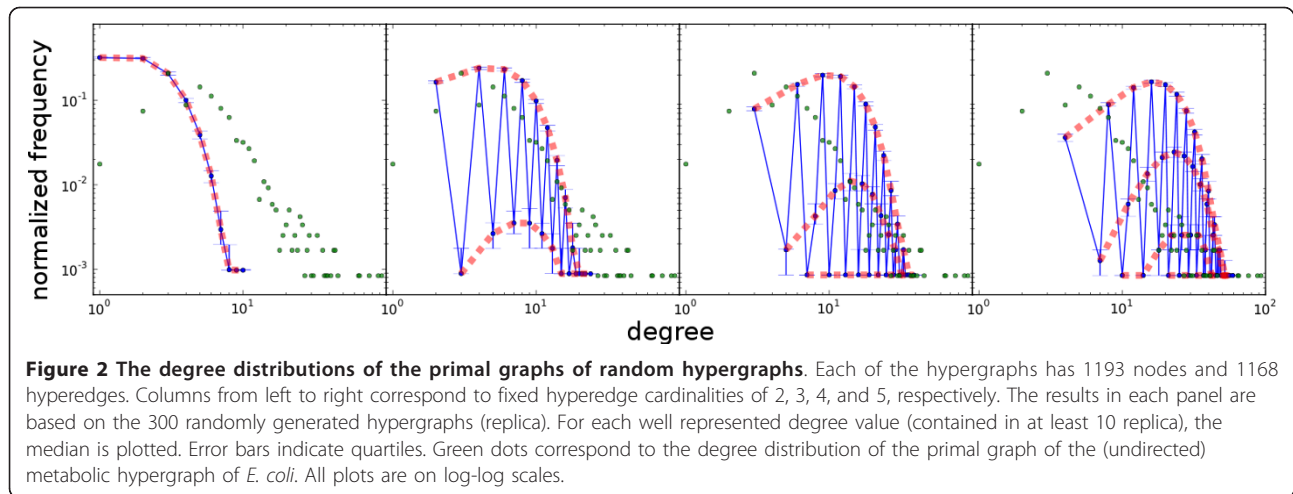 normalized frequency
10^-1
10^-2
10^-3
10^0 10^1 10^0 10^1 10^0 10^1 10^0 10^1 10^2
degree
Figure 2 The degree distributions of the primal graphs of random hypergraphs. Each of the hypergraphs has 1193 nodes and 1168
hyperedges. Columns from left to right correspond to fixed hyperedge cardinalities of 2, 3, 4, and 5, respectively. The results in each panel are
based on the 300 randomly generated hypergraphs (replica). For each well represented degree value (contained in at least 10 replica), the
median is plotted. Error bars indicate quartiles. Green dots correspond to the degree distribution of the primal graph of the (undirected)
metabolic hypergraph of E. coli. All plots are on log-log scales.